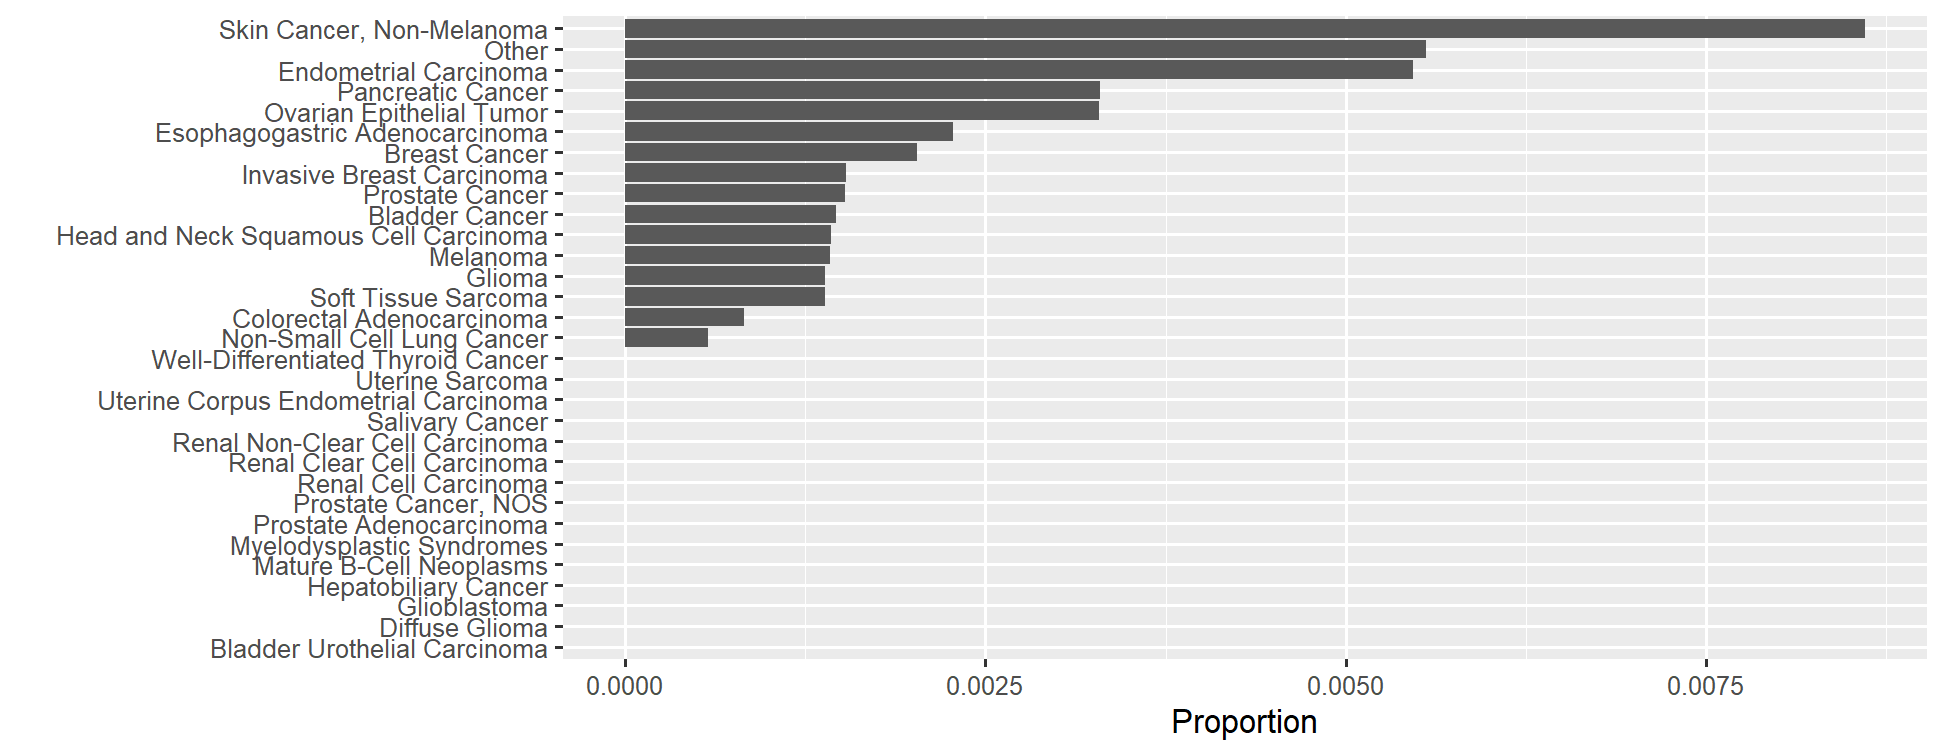 Skin Cancer, Non-Melanoma
Other
Endometrial Carcinoma
Pancreatic Cancer
Ovarian Epithelial Tumor
Esophagogastric Adenocarcinoma
Breast Cancer
Invasive Breast Carcinoma
Prostate Cancer
Bladder Cancer
Head and Neck Squamous Cell Carcinoma
Melanoma
Glioma
Soft Tissue Sarcoma
Colorectal Adenocarcinoma
Non-Small Cell Lung Cancer
Well-Differentiated Thyroid Cancer
Uterine Sarcoma
Uterine Corpus Endometrial Carcinoma
Salivary Cancer
Renal Non-Clear Cell Carcinoma
Renal Clear Cell Carcinoma
Renal Cell Carcinoma
Prostate Cancer, NOS
Prostate Adenocarcinoma
Myelodysplastic Syndromes
Mature B-Cell Neoplasms
Hepatobiliary Cancer
Glioblastoma
Diffuse Glioma
Bladder Urothelial Carcinoma
0.0000 0.0025 0.0050 0.0075
Proportion